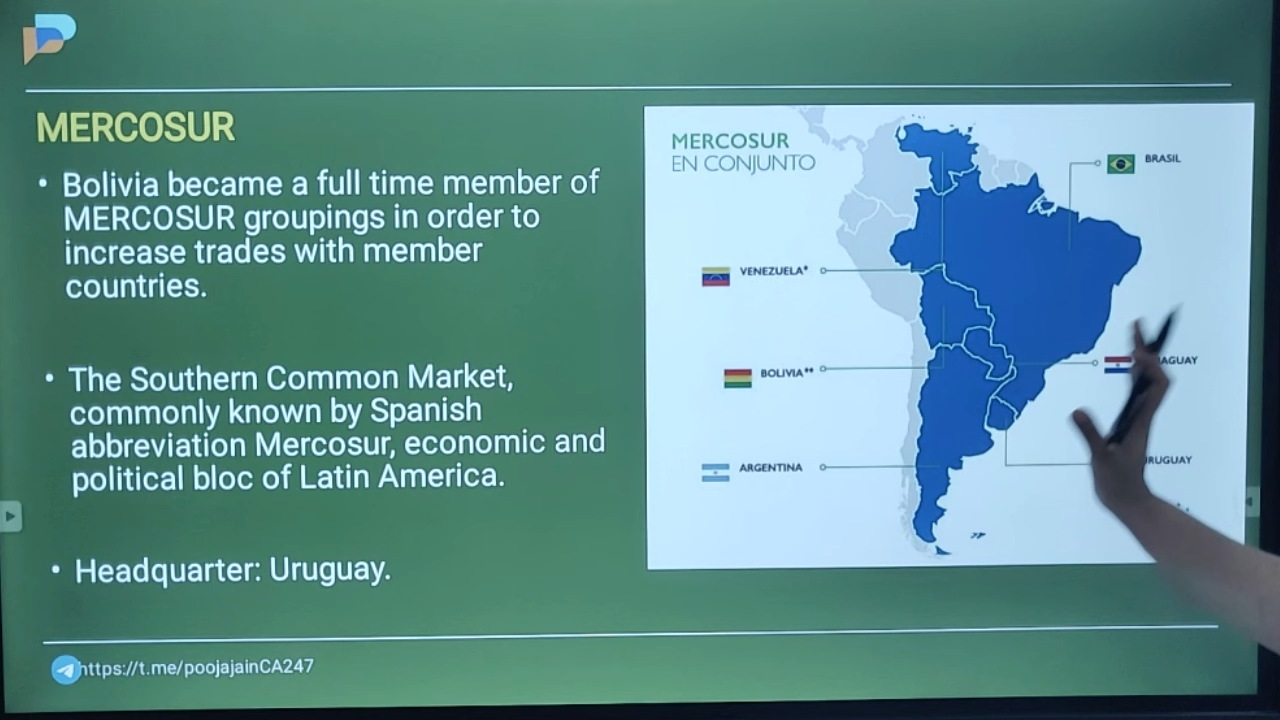 MERCOSUR
• Bolivia became a full time member of
MERCOSUR groupings in order to
increase trades with member
countries.
• The Southern Common Market,
commonly known by Spanish
abbreviation Mercosur, economic and
political bloc of Latin America.
• Headquarter: Uruguay.
https://t.me/poojajainCA247
MERCOSUR
EN CONJUNTO
BRASIL
VENEZUELA*
BOLIVIA**
ARGENTINA